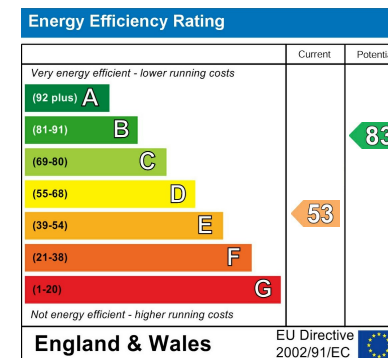 Energy Efficiency Rating
Current
Very energy efficient - lower running costs
(92 plus) A
(81-91) B
83
(69-80) C
(55-68) D
(39-54) E
53
(21-38) F
(1-20) G
Not energy efficient - higher running costs
England & Wales
EU Directive
2002/91/EC